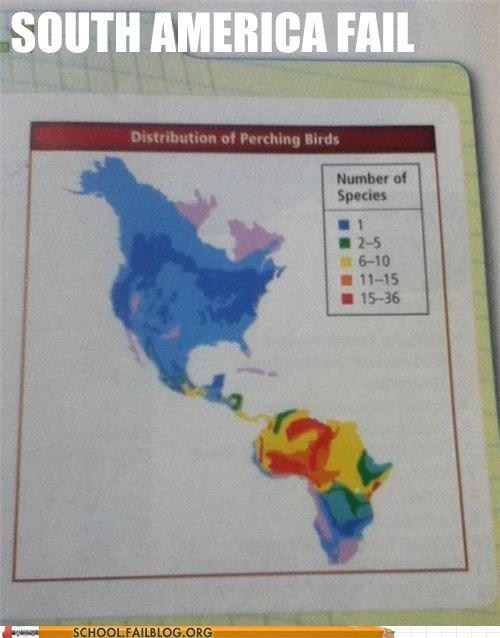 SOUTH AMERICA FAIL
Distribution of Perching Birds
Number of
Species
1
2–5
6–10
11–15
15–36
SCHOOL.FAILBLOG.ORG